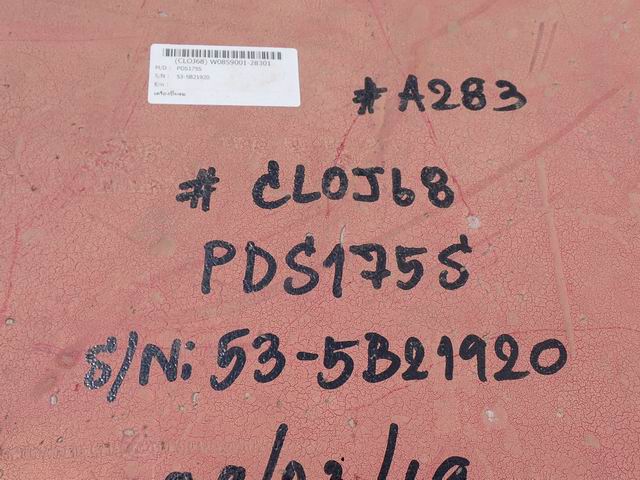 (CLOJ68) W0859001-28301
M/D : PDS175S
S/N : 53-5B21920
E/n :
# A283
# CLOJ68
PDS175S
S/N: 53-5B21920